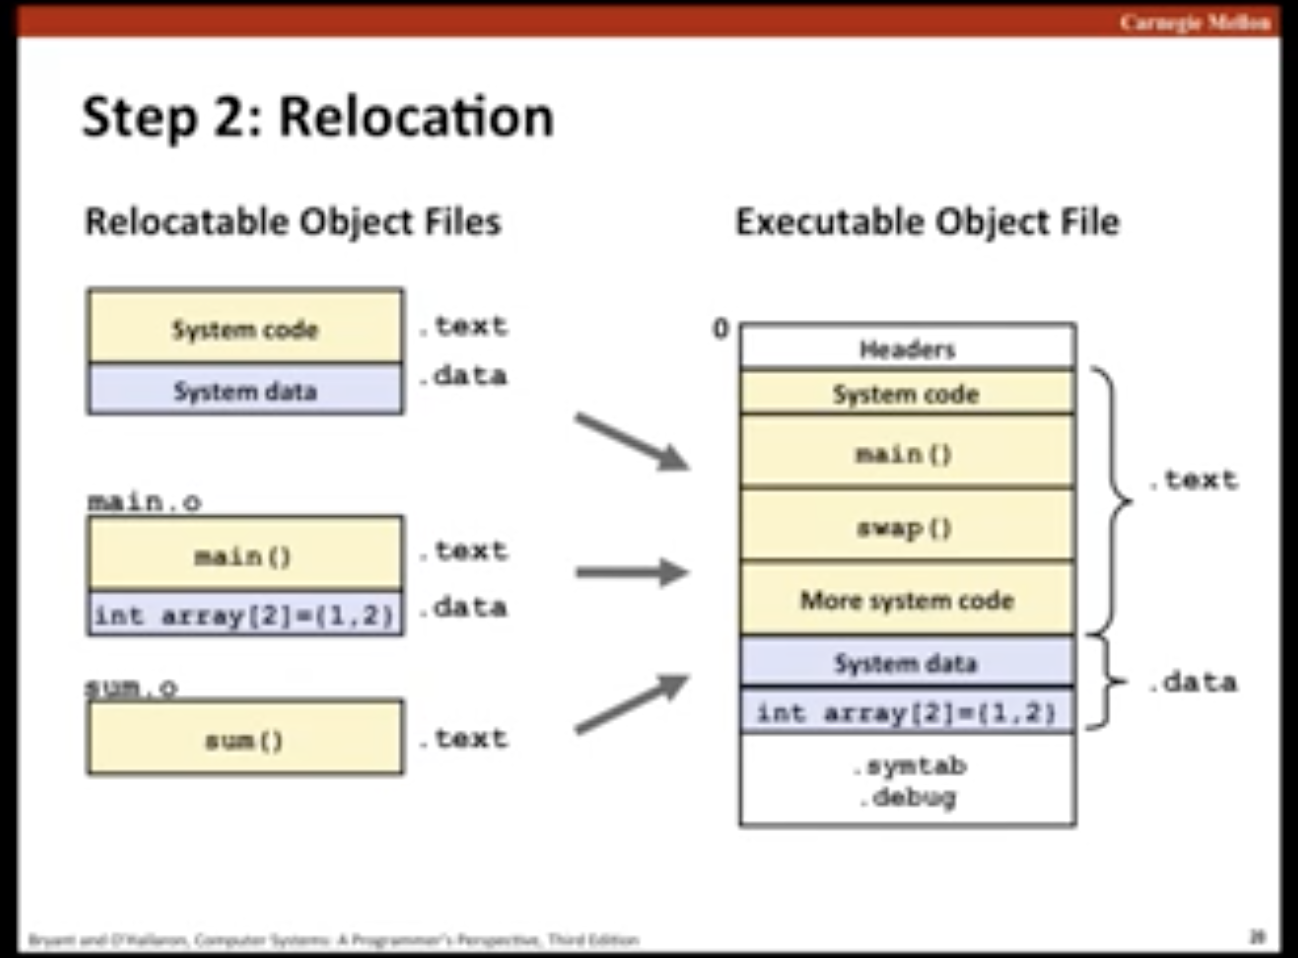 Carnegie Mellon
Step 2: Relocation
Relocatable Object Files
System code
.text
System data
.data
main.o
main()
.text
int array[2]={1,2}
.data
sum.o
sum()
.text
Executable Object File
0
Headers
System code
main()
swap()
More system code
.text
System data
int array[2]={1,2}
.data
.symtab
.debug
Bryant and O'Hallaron, Computer Systems: A Programmer's Perspective, Third Edition